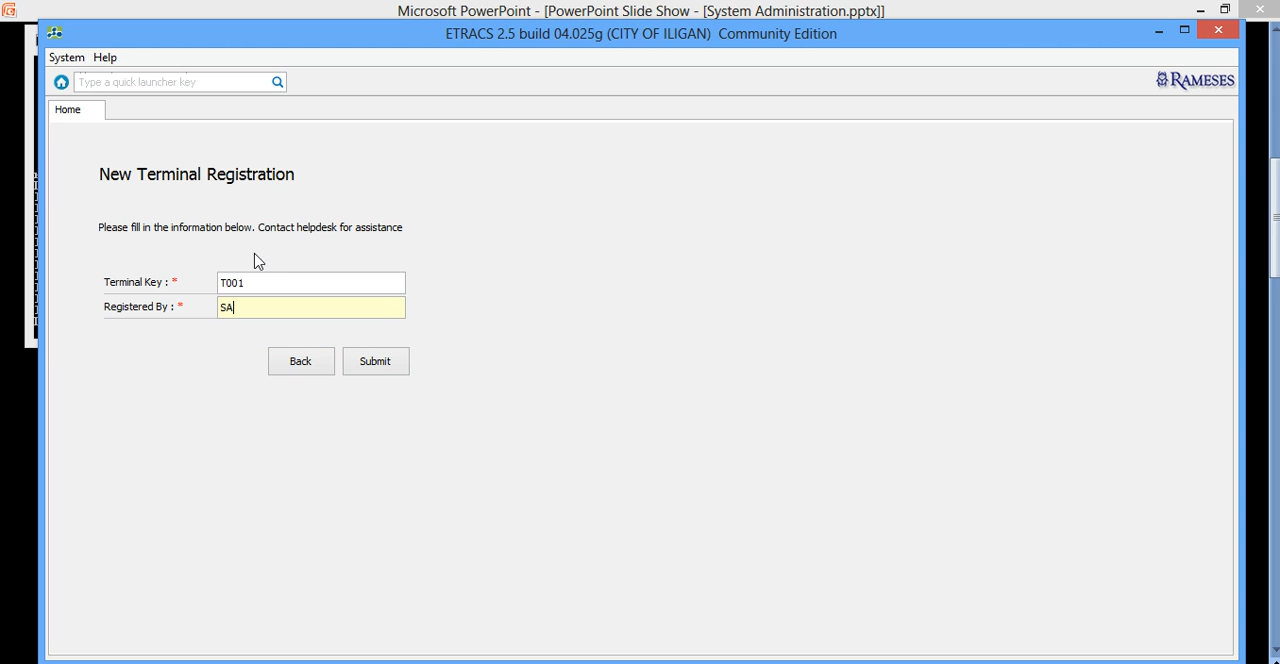 Microsoft PowerPoint - [PowerPoint Slide Show - [System Administration.pptx]]
ETRACS 2.5 build 04.025g (CITY OF ILIGAN) Community Edition
System Help
Type a quick launcher key
RAMESES
Home
New Terminal Registration
Please fill in the information below. Contact helpdesk for assistance
Terminal Key : * T001
Registered By : * SA
Back Submit